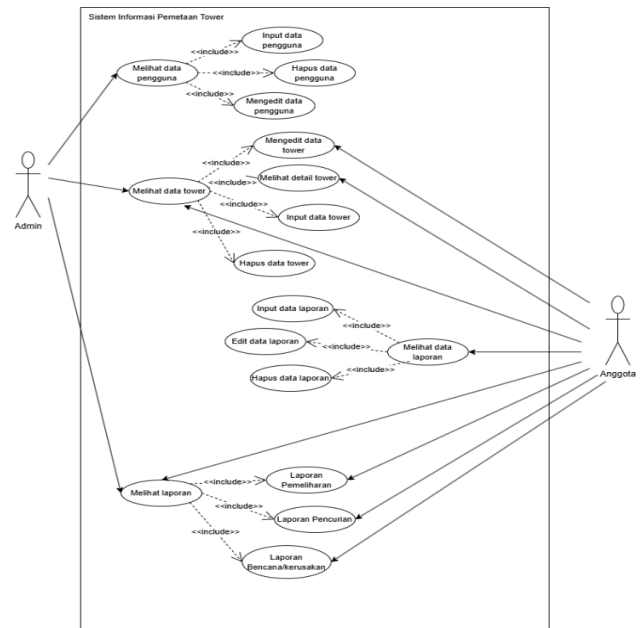 Sistem Informasi Pemetaan Tower
Input data
pengguna
<<include>>
Melihat data
pengguna
<<include>>
Hapus data
pengguna
<<include>>
Mengedit data
pengguna
Mengedit data
tower
<<include>>
Melihat detail tower
<<include>>
Melihat data tower
<<include>>
Input data tower
<<include>>
Hapus data tower
Admin
Input data laporan
<<include>>
Edit data laporan
<<include>>
Melihat data
laporan
<<include>>
Hapus data laporan
Anggota
Laporan
Pemeliharan
<<include>>
Melihat laporan
<<include>>
Laporan Pencurian
<<include>>
Laporan
Bencana/kerusakan